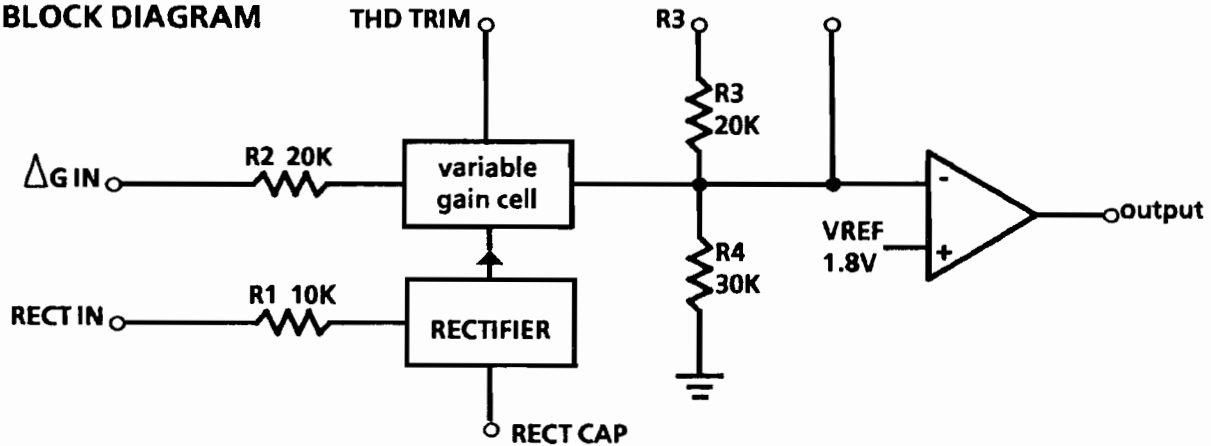 BLOCK DIAGRAM
THD TRIM
R3
R3
20K
ΔG IN
R2 20K
variable
gain cell
-
output
VREF
1.8V
+
R4
30K
RECT IN
R1 10K
RECTIFIER
RECT CAP